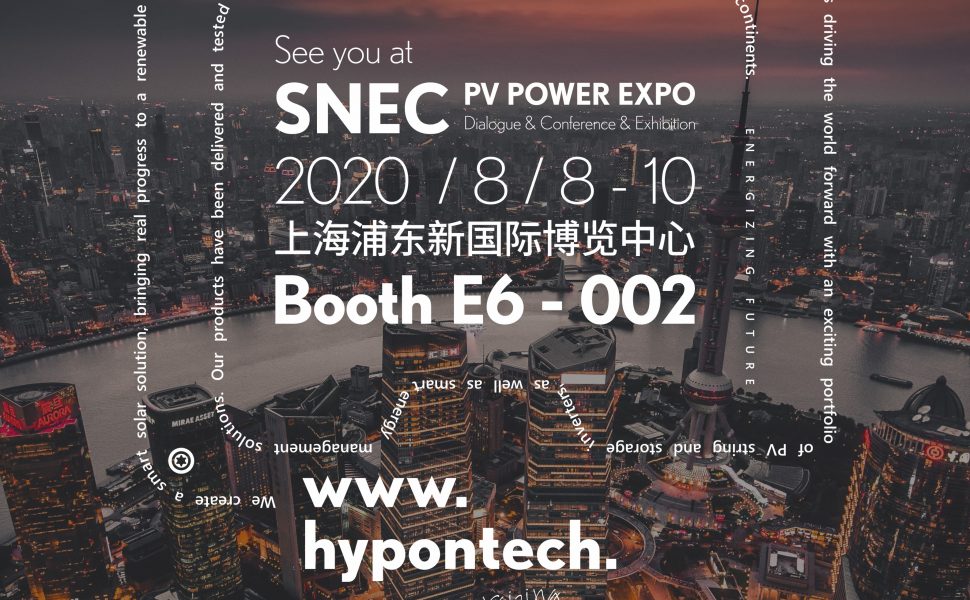 See you at
SNEC PV POWER EXPO
Dialogue & Conference & Exhibition
2020 / 8 / 8 - 10
上海浦东新国际博览中心
Booth E6 - 002
www.
hypontech.
We create a smart solar solution, bringing real progress to a renewable
driving the world forward with an exciting portfolio of PV string and storage inverters, as well as smart energy management solutions. Our products have been delivered and tested
continents.
ENERGIZING FUTURE
AURORA
MIRAE ASSET